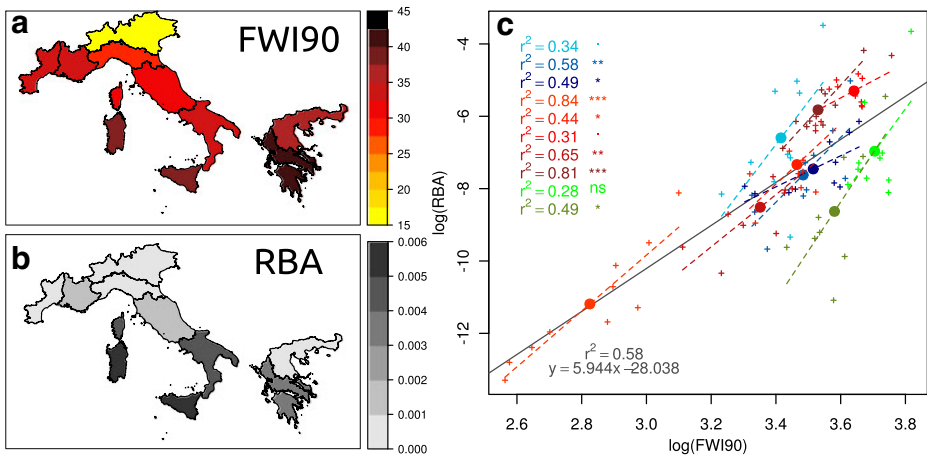 a
FWI90
45
40
35
30
25
20
15
b
RBA
0.006
0.005
0.004
0.003
0.002
0.001
0.000
c
log(RBA)
-4
-6
-8
-10
-12
r² = 0.34 ·
r² = 0.58 **
r² = 0.49 *
r² = 0.84 ***
r² = 0.44 *
r² = 0.31 ·
r² = 0.65 **
r² = 0.81 ***
r² = 0.28 ns
r² = 0.49 *
r² = 0.58
y = 5.944x −28.038
2.6 2.8 3.0 3.2 3.4 3.6 3.8
log(FWI90)